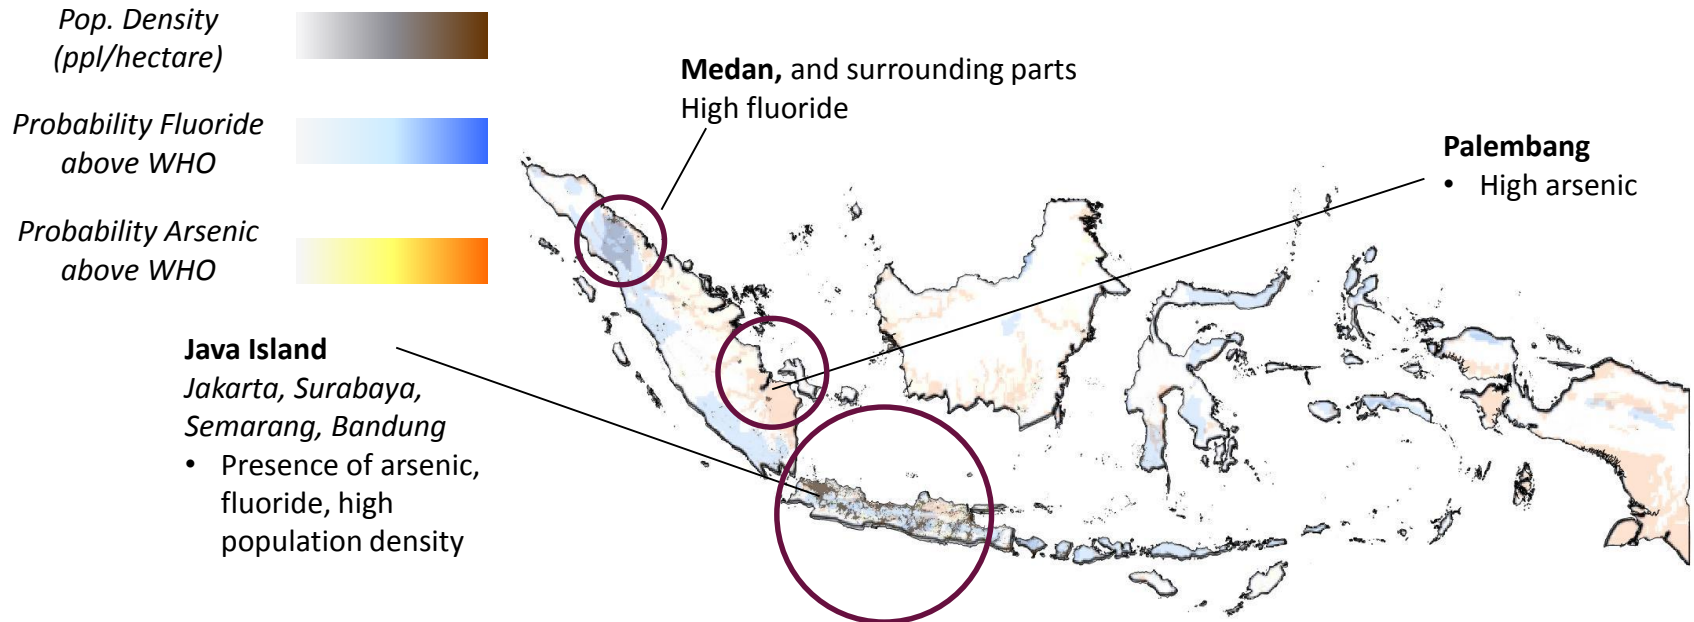 Pop. Density
(ppl/hectare)
Probability Fluoride
above WHO
Probability Arsenic
above WHO
Medan, and surrounding parts
High fluoride
Palembang
• High arsenic
Java Island
Jakarta, Surabaya,
Semarang, Bandung
• Presence of arsenic,
fluoride, high
population density